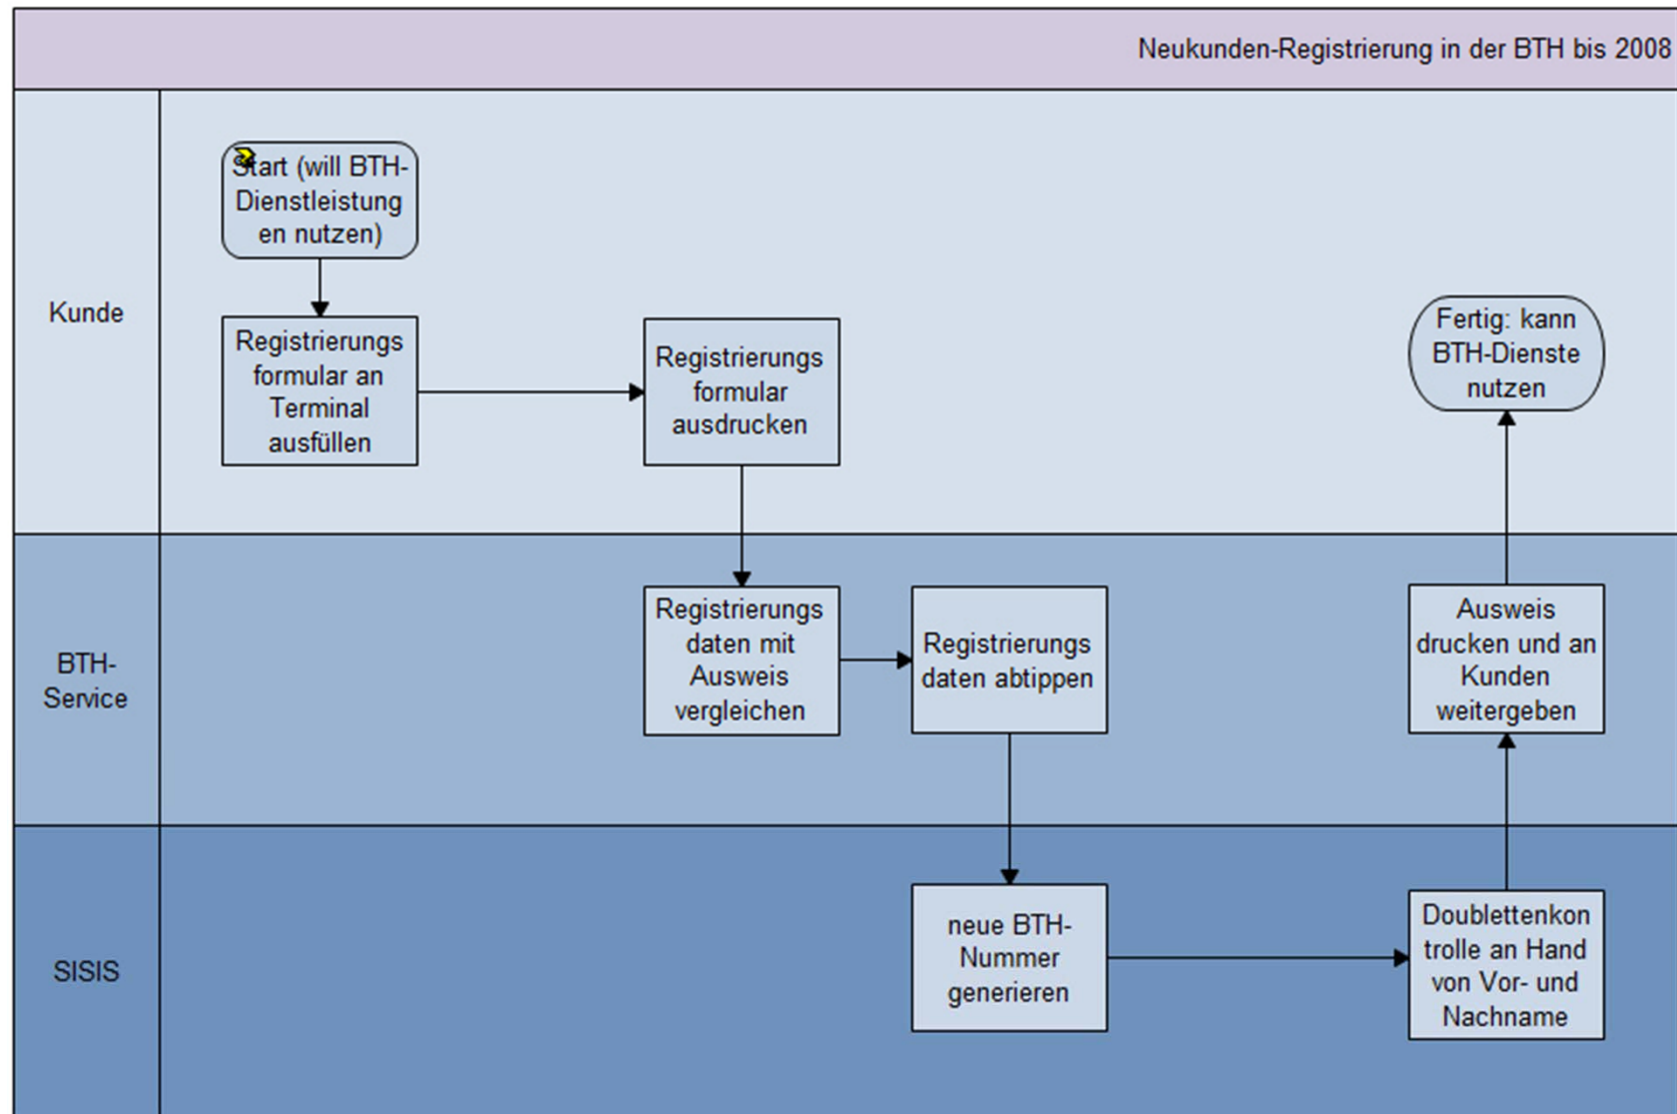 Neukunden-Registrierung in der BTH bis 2008
Kunde
Start (will BTH-
Dienstleistung
en nutzen)
Registrierungs
formular an
Terminal
ausfüllen
Registrierungs
formular
ausdrucken
Fertig: kann
BTH-Dienste
nutzen
BTH-
Service
Registrierungs
daten mit
Ausweis
vergleichen
Registrierungs
daten abtippen
Ausweis
drucken und an
Kunden
weitergeben
SISIS
neue BTH-
Nummer
generieren
Doublettenkon
trolle an Hand
von Vor- und
Nachname